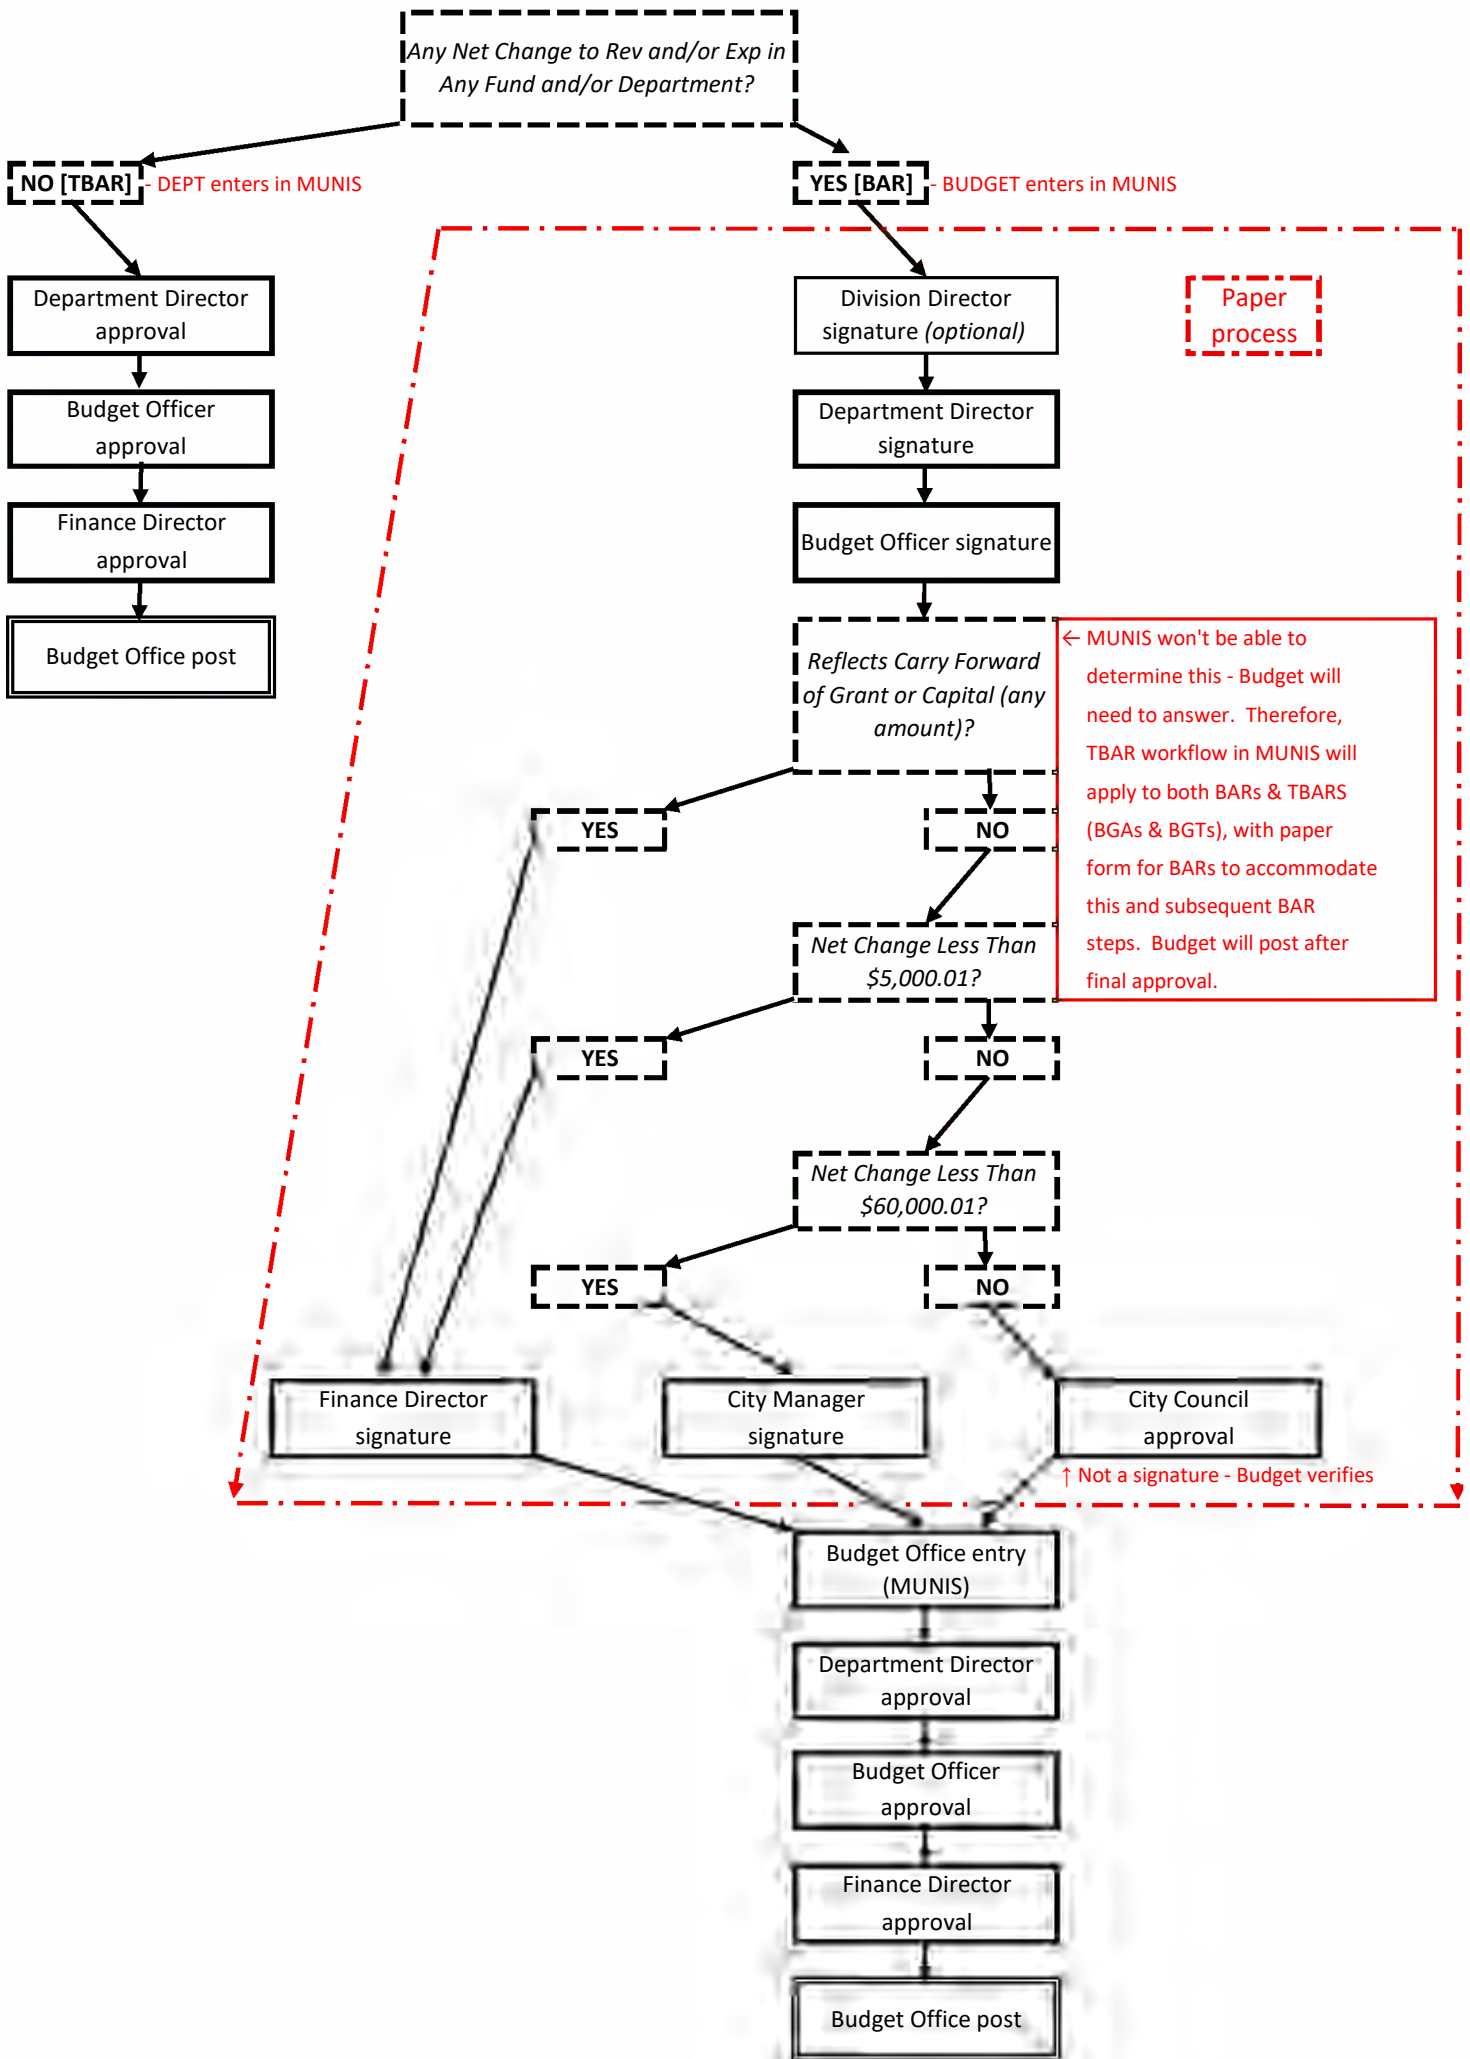 Any Net Change to Rev and/or Exp in
Any Fund and/or Department?
NO [TBAR] - DEPT enters in MUNIS
YES [BAR] - BUDGET enters in MUNIS
Department Director
approval
Budget Officer
approval
Finance Director
approval
Budget Office post
Division Director
signature (optional)
Paper
process
Department Director
signature
Budget Officer signature
Reflects Carry Forward
of Grant or Capital (any
amount)?
← MUNIS won't be able to
determine this - Budget will
need to answer.  Therefore,
TBAR workflow in MUNIS will
apply to both BARs & TBARS
(BGAs & BGTs), with paper
form for BARs to accommodate
this and subsequent BAR
steps.  Budget will post after
final approval.
YES
NO
Net Change Less Than
$5,000.01?
YES
NO
Net Change Less Than
$60,000.01?
YES
NO
Finance Director
signature
City Manager
signature
City Council
approval
↑ Not a signature - Budget verifies
Budget Office entry
(MUNIS)
Department Director
approval
Budget Officer
approval
Finance Director
approval
Budget Office post